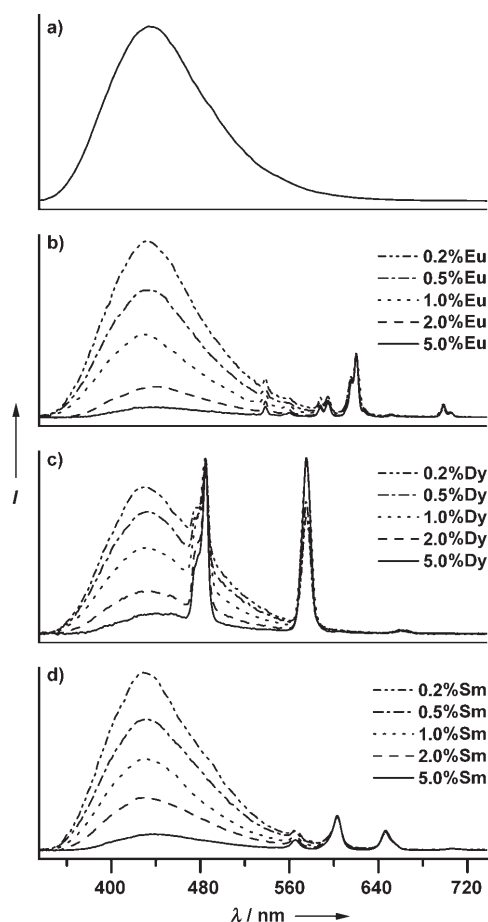 a)
b)
0.2%Eu
0.5%Eu
1.0%Eu
2.0%Eu
5.0%Eu
c)
0.2%Dy
0.5%Dy
1.0%Dy
2.0%Dy
5.0%Dy
I
d)
0.2%Sm
0.5%Sm
1.0%Sm
2.0%Sm
5.0%Sm
400 480 560 640 720
λ / nm